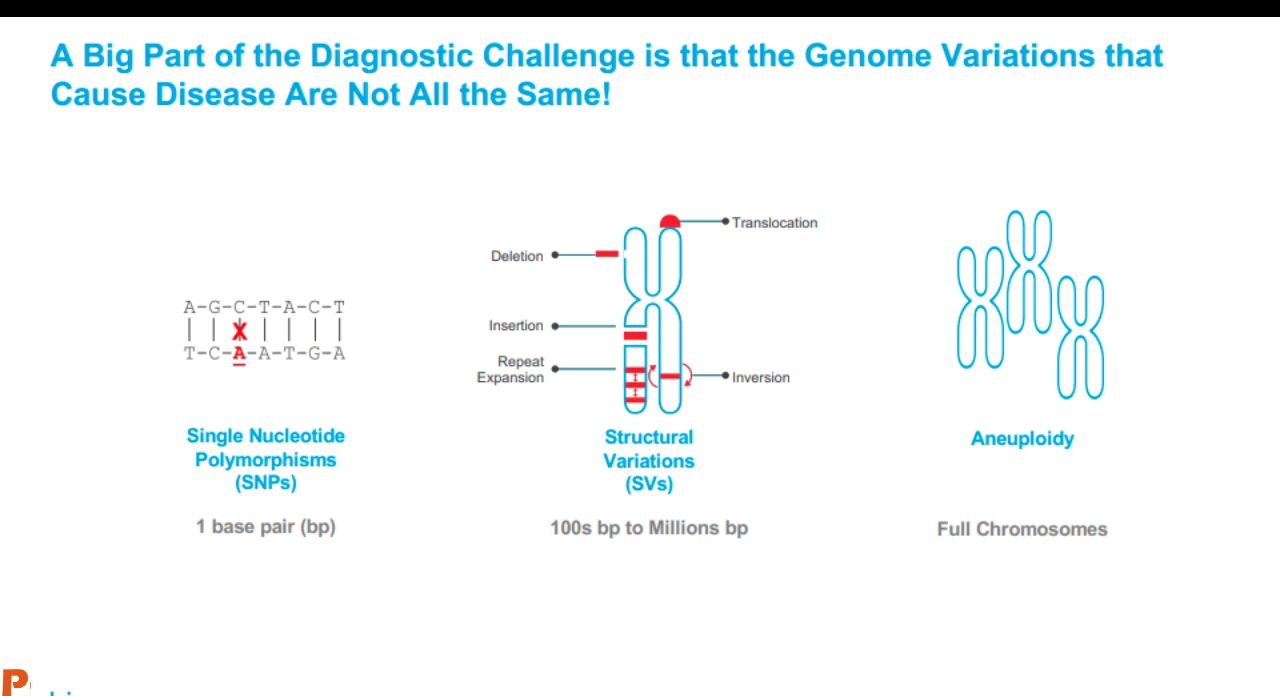 A Big Part of the Diagnostic Challenge is that the Genome Variations that
Cause Disease Are Not All the Same!
A-G-C-T-A-C-T
X
T-C-A-A-T-G-A
Single Nucleotide
Polymorphisms
(SNPs)
1 base pair (bp)
Deletion
Insertion
Repeat
Expansion
Translocation
Inversion
Structural
Variations
(SVs)
100s bp to Millions bp
Aneuploidy
Full Chromosomes
P